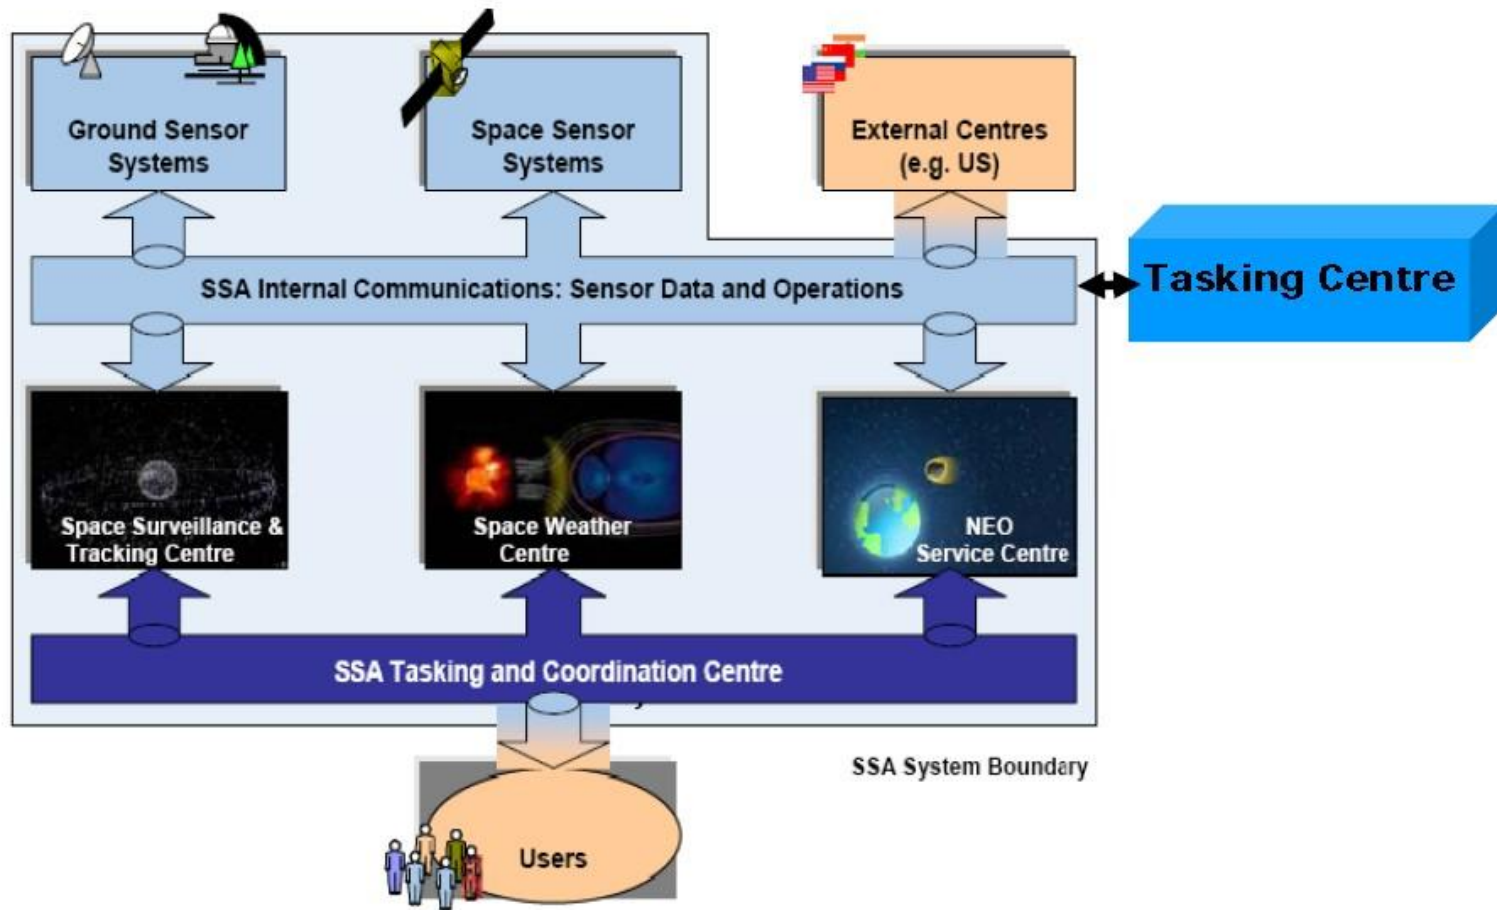 Ground Sensor
Systems
Space Sensor
Systems
External Centres
(e.g. US)
SSA Internal Communications: Sensor Data and Operations
Tasking Centre
Space Surveillance &
Tracking Centre
Space Weather
Centre
NEO
Service Centre
SSA Tasking and Coordination Centre
SSA System Boundary
Users